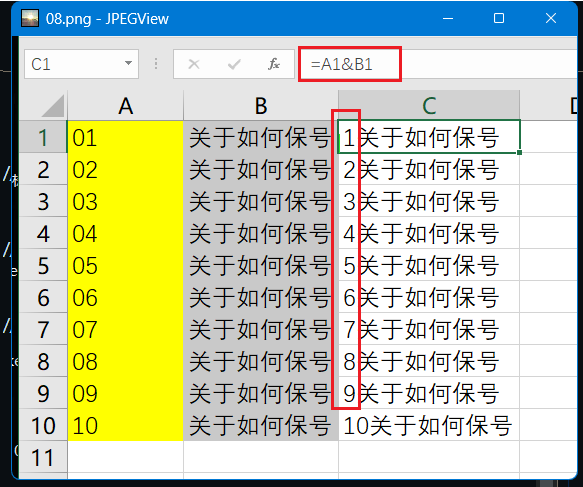 08.png - JPEGView
C1 fx =A1&B1
A B C
1 01 关于如何保号 1关于如何保号
2 02 关于如何保号 2关于如何保号
3 03 关于如何保号 3关于如何保号
4 04 关于如何保号 4关于如何保号
5 05 关于如何保号 5关于如何保号
6 06 关于如何保号 6关于如何保号
7 07 关于如何保号 7关于如何保号
8 08 关于如何保号 8关于如何保号
9 09 关于如何保号 9关于如何保号
10 10 关于如何保号 10关于如何保号
11